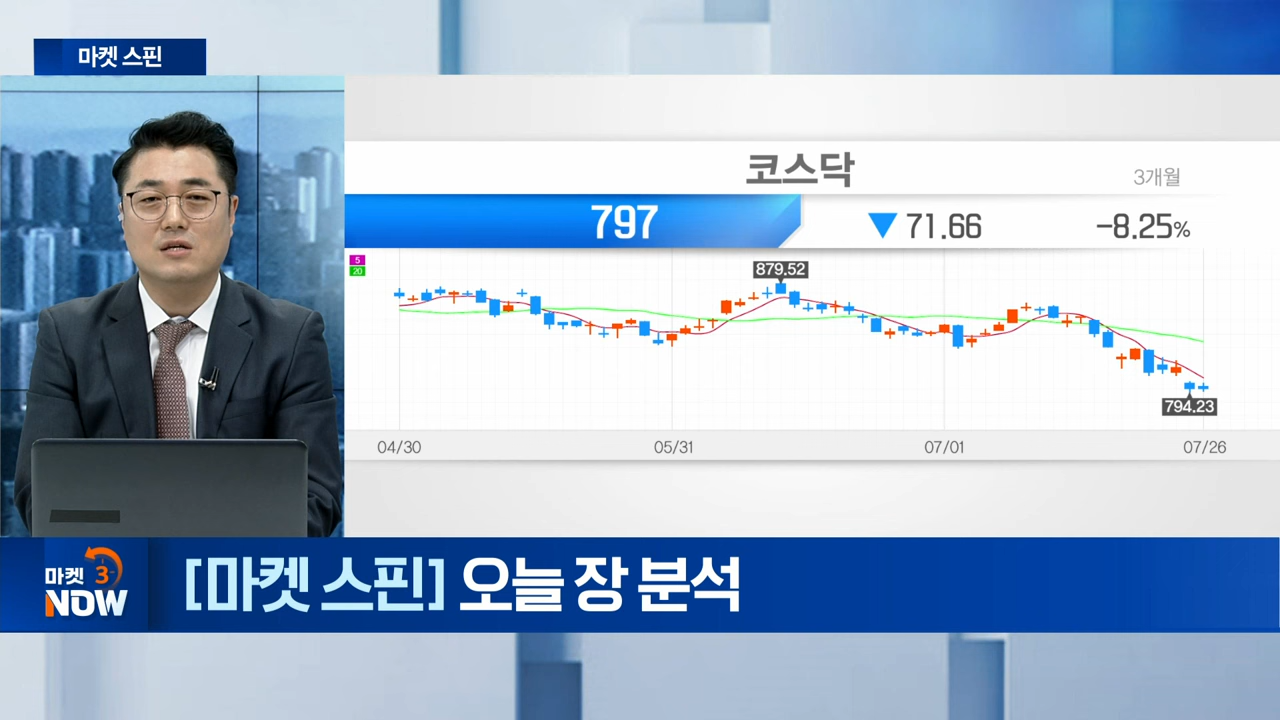 마켓 스핀
코스닥
3개월
797
▼ 71.66
-8.25%
5
20
879.52
794.23
04/30
05/31
07/01
07/26
마켓 3
NOW
[마켓 스핀] 오늘 장 분석